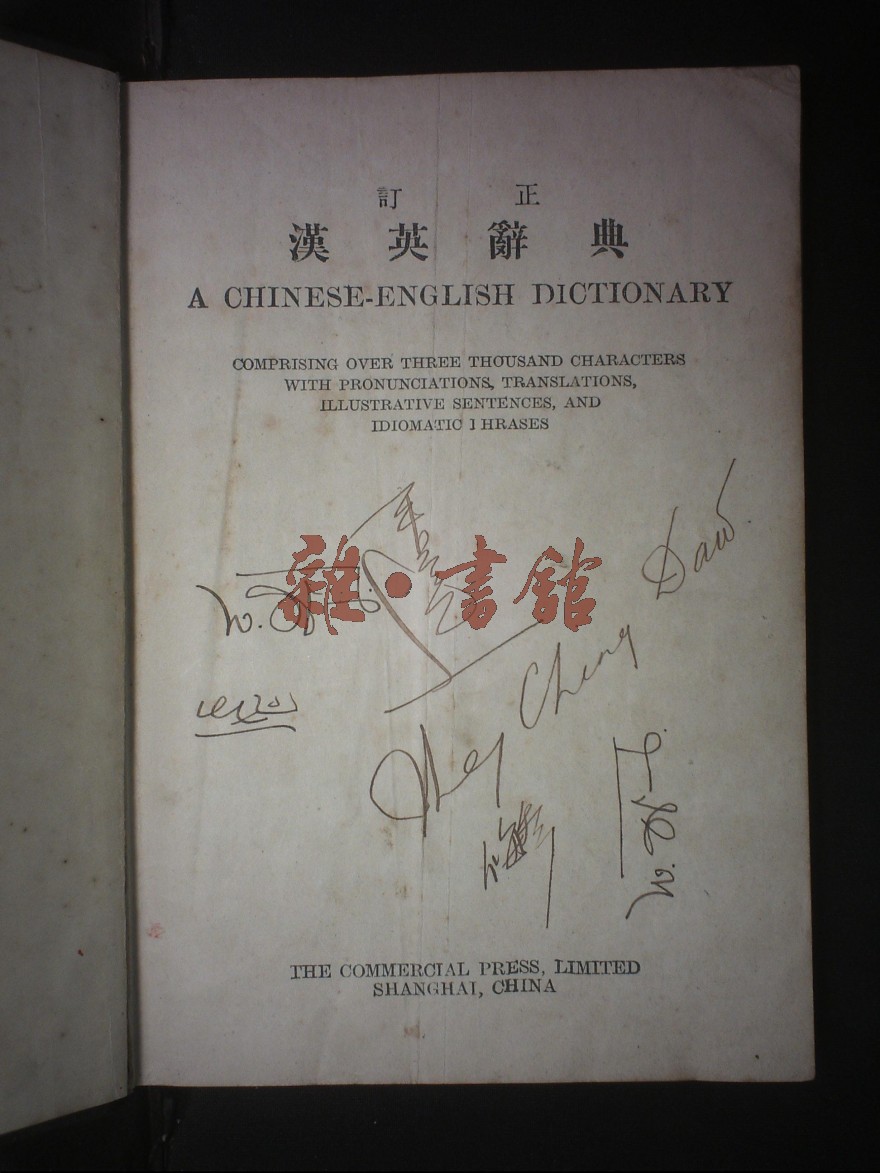 訂正
漢英辭典
A CHINESE-ENGLISH DICTIONARY
COMPRISING OVER THREE THOUSAND CHARACTERS
WITH PRONUNCIATIONS, TRANSLATIONS,
ILLUSTRATIVE SENTENCES, AND
IDIOMATIC HRASES
雜·書館
Cheng Daw
THE COMMERCIAL PRESS, LIMITED
SHANGHAI, CHINA